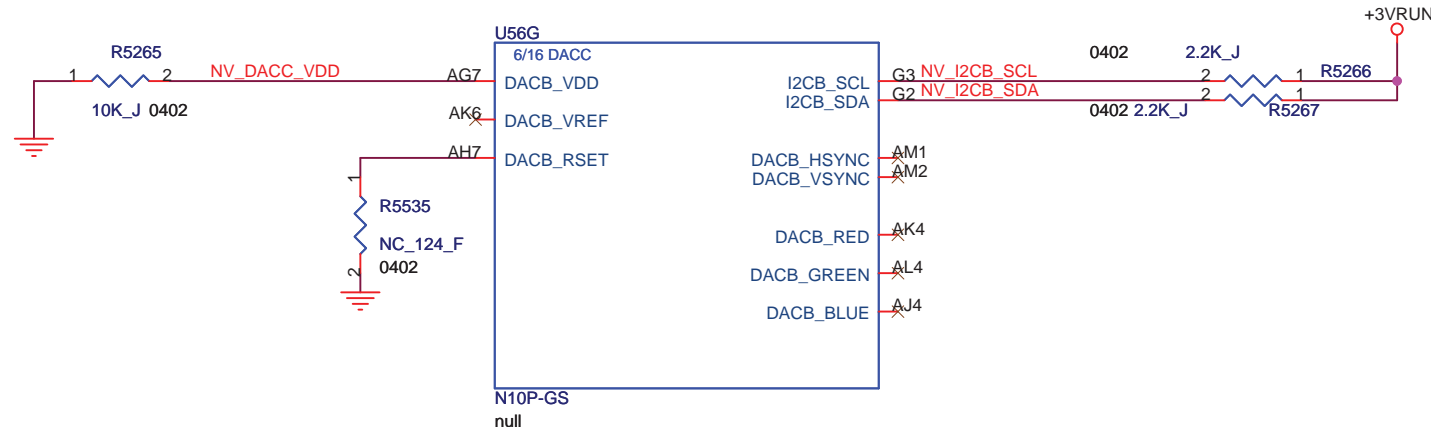 +3VRUN
U56G
R5265
6/16 DACC
0402 2.2K_J
1 2 NV_DACC_VDD AG7 DACB_VDD I2CB_SCL G3 NV_I2CB_SCL 2 1 R5266
I2CB_SDA G2 NV_I2CB_SDA 2 1
10K_J 0402
0402 2.2K_J R5267
AK6 DACB_VREF
AH7 DACB_RSET DACB_HSYNC AM1
DACB_VSYNC AM2
1
R5535
DACB_RED AK4
NC_124_F
2 0402
DACB_GREEN AL4
DACB_BLUE AJ4
N10P-GS
null